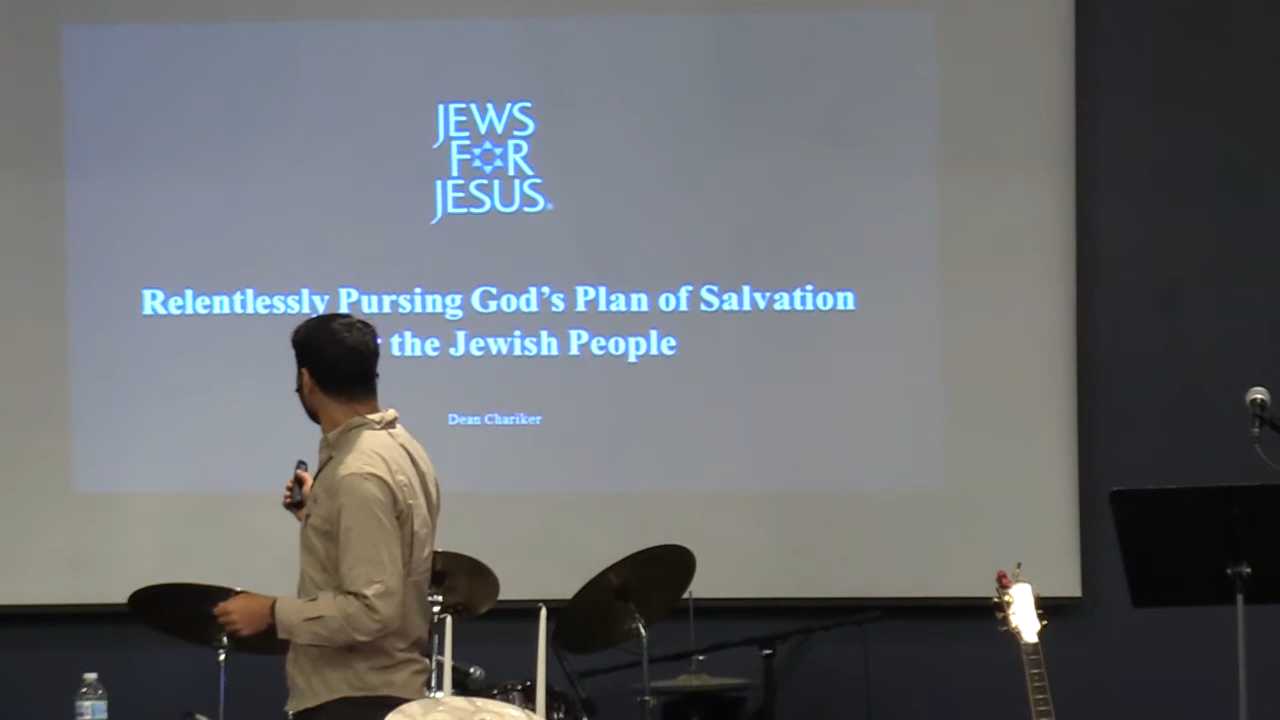 JEWS
FOR
JESUS®
Relentlessly Pursing God's Plan of Salvation
the Jewish People
Dean Chariker